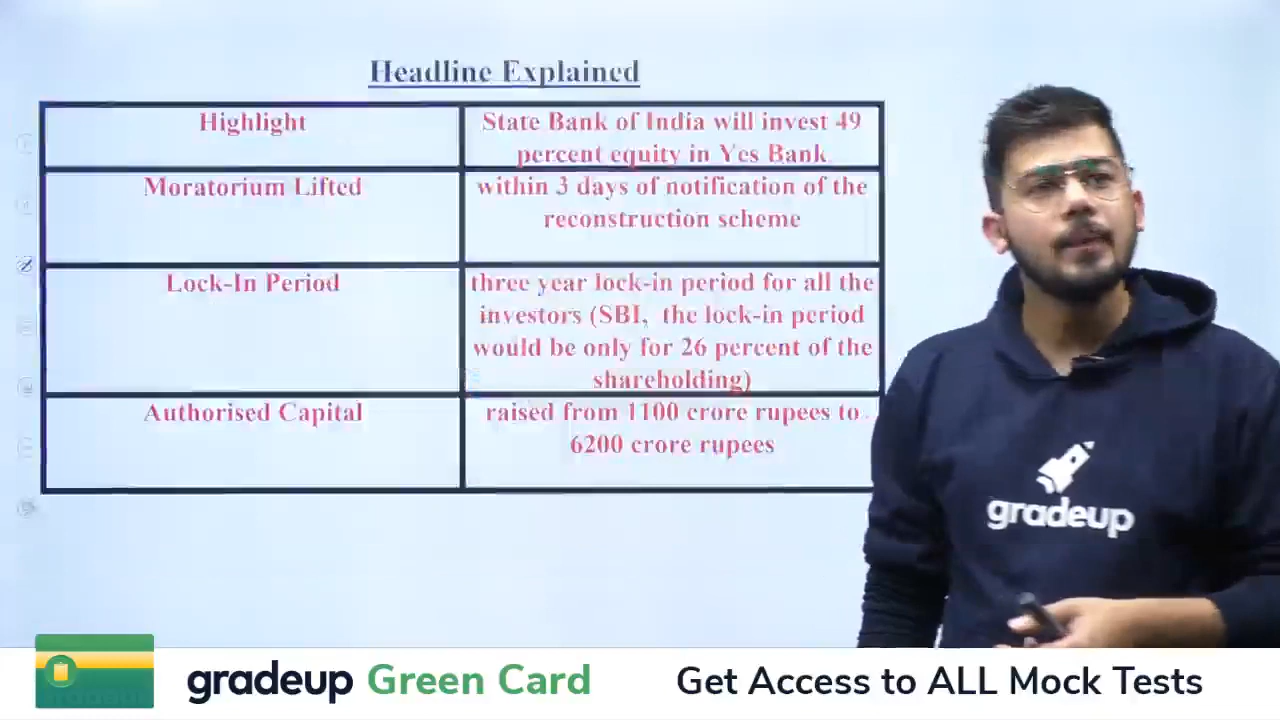 Headline Explained
Highlight
State Bank of India will invest 49
percent equity in Yes Bank
Moratorium Lifted
within 3 days of notification of the
reconstruction scheme
Lock-In Period
three year lock-in period for all the
investors (SBI, the lock-in period
would be only for 26 percent of the
shareholding)
Authorised Capital
raised from 1100 crore rupees to
6200 crore rupees
gradeup
gradeup Green Card
Get Access to ALL Mock Tests